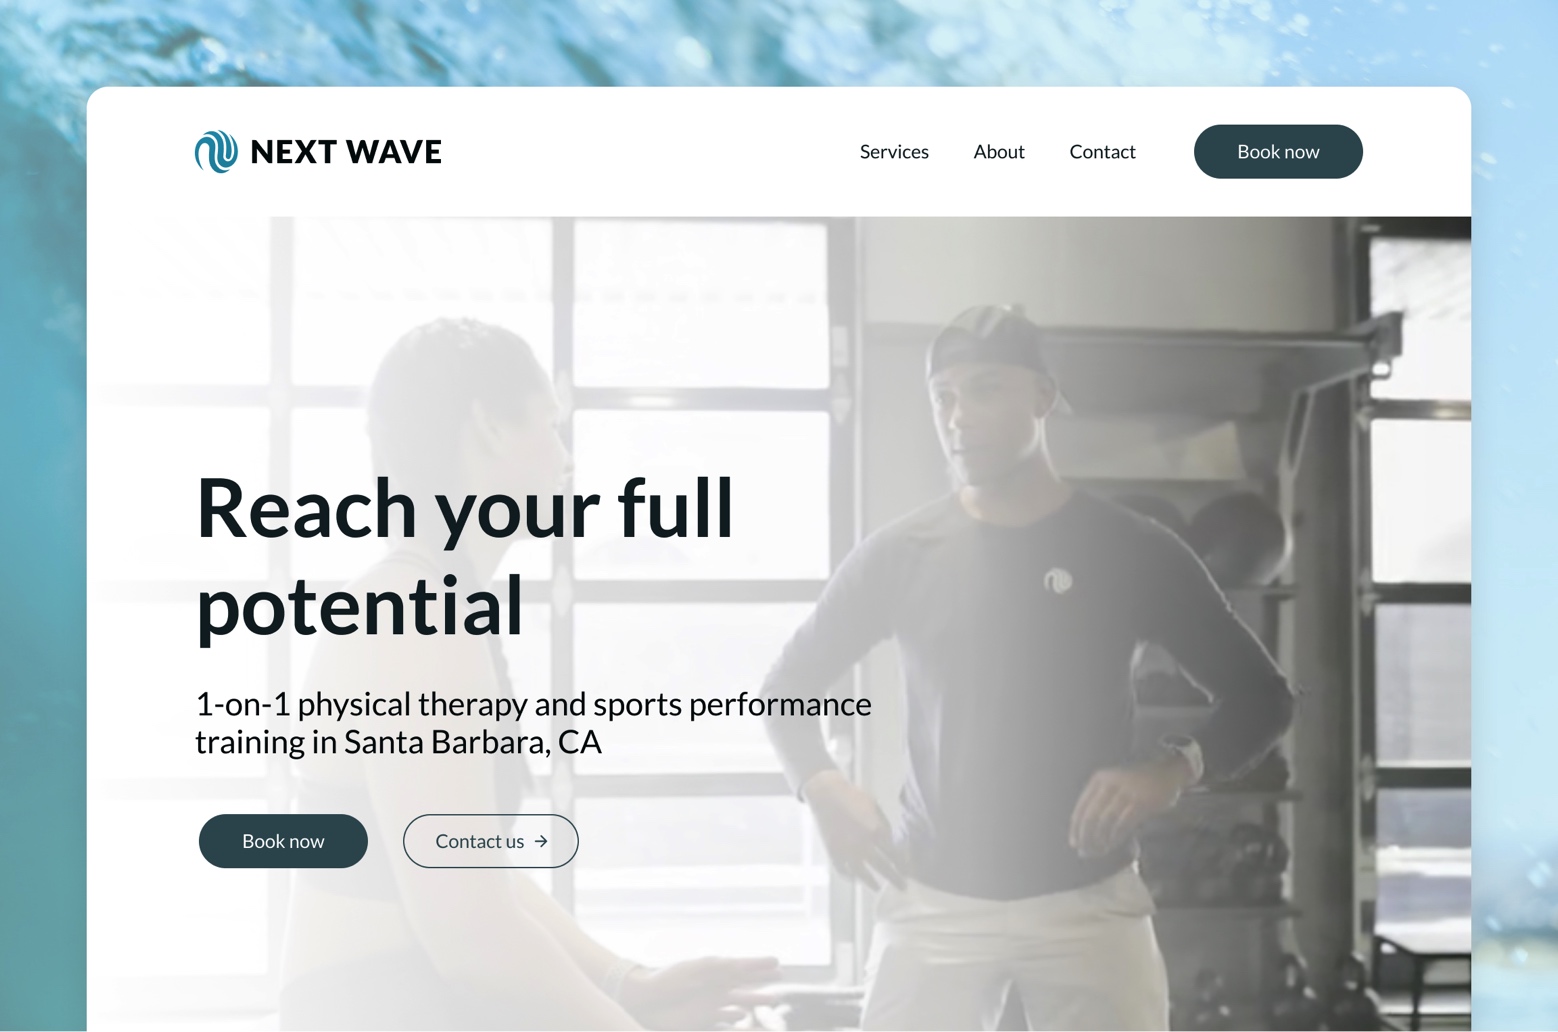 NEXT WAVE
Services
About
Contact
Book now
Reach your full
potential
1-on-1 physical therapy and sports performance
training in Santa Barbara, CA
Book now
Contact us →